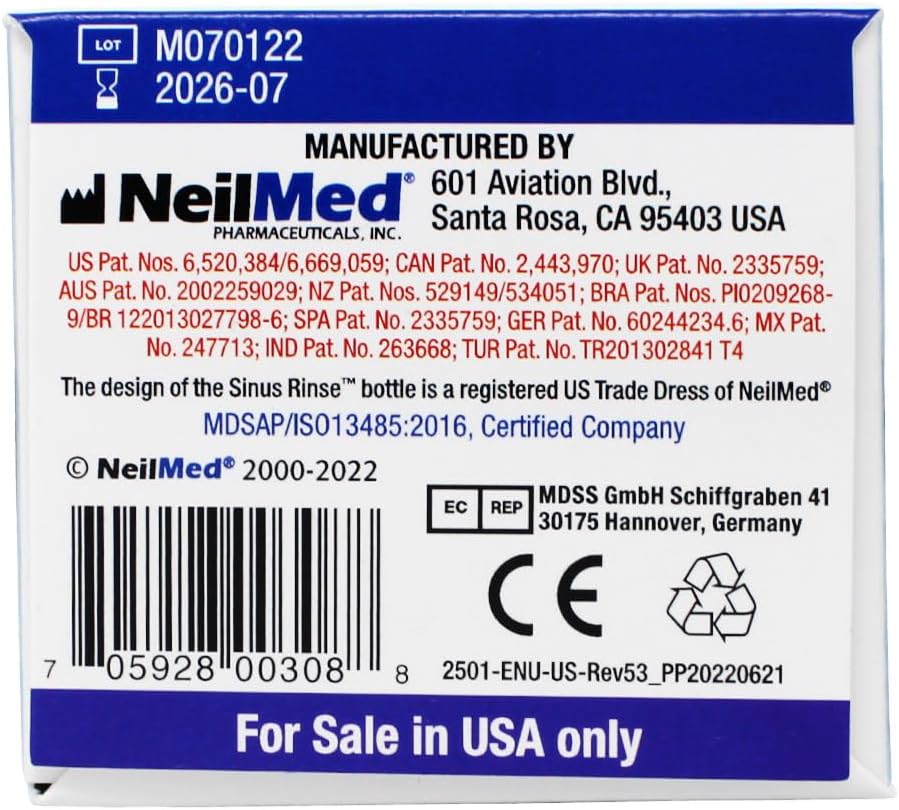 LOT M070122
2026-07
MANUFACTURED BY
NeilMed® 601 Aviation Blvd.,
PHARMACEUTICALS, INC. Santa Rosa, CA 95403 USA
US Pat. Nos. 6,520,384/6,669,059; CAN Pat. No. 2,443,970; UK Pat. No. 2335759;
AUS Pat. No. 2002259029; NZ Pat. Nos. 529149/534051; BRA Pat. Nos. PI0209268-
9/BR 122013027798-6; SPA Pat. No. 2335759; GER Pat. No. 60244234.6; MX Pat.
No. 247713; IND Pat. No. 263668; TUR Pat. No. TR201302841 T4
The design of the Sinus Rinse™ bottle is a registered US Trade Dress of NeilMed®
MDSAP/ISO13485:2016, Certified Company
© NeilMed® 2000-2022
EC REP MDSS GmbH Schiffgraben 41
30175 Hannover, Germany
CE
7 05928 00308 8
2501-ENU-US-Rev53_PP20220621
For Sale in USA only